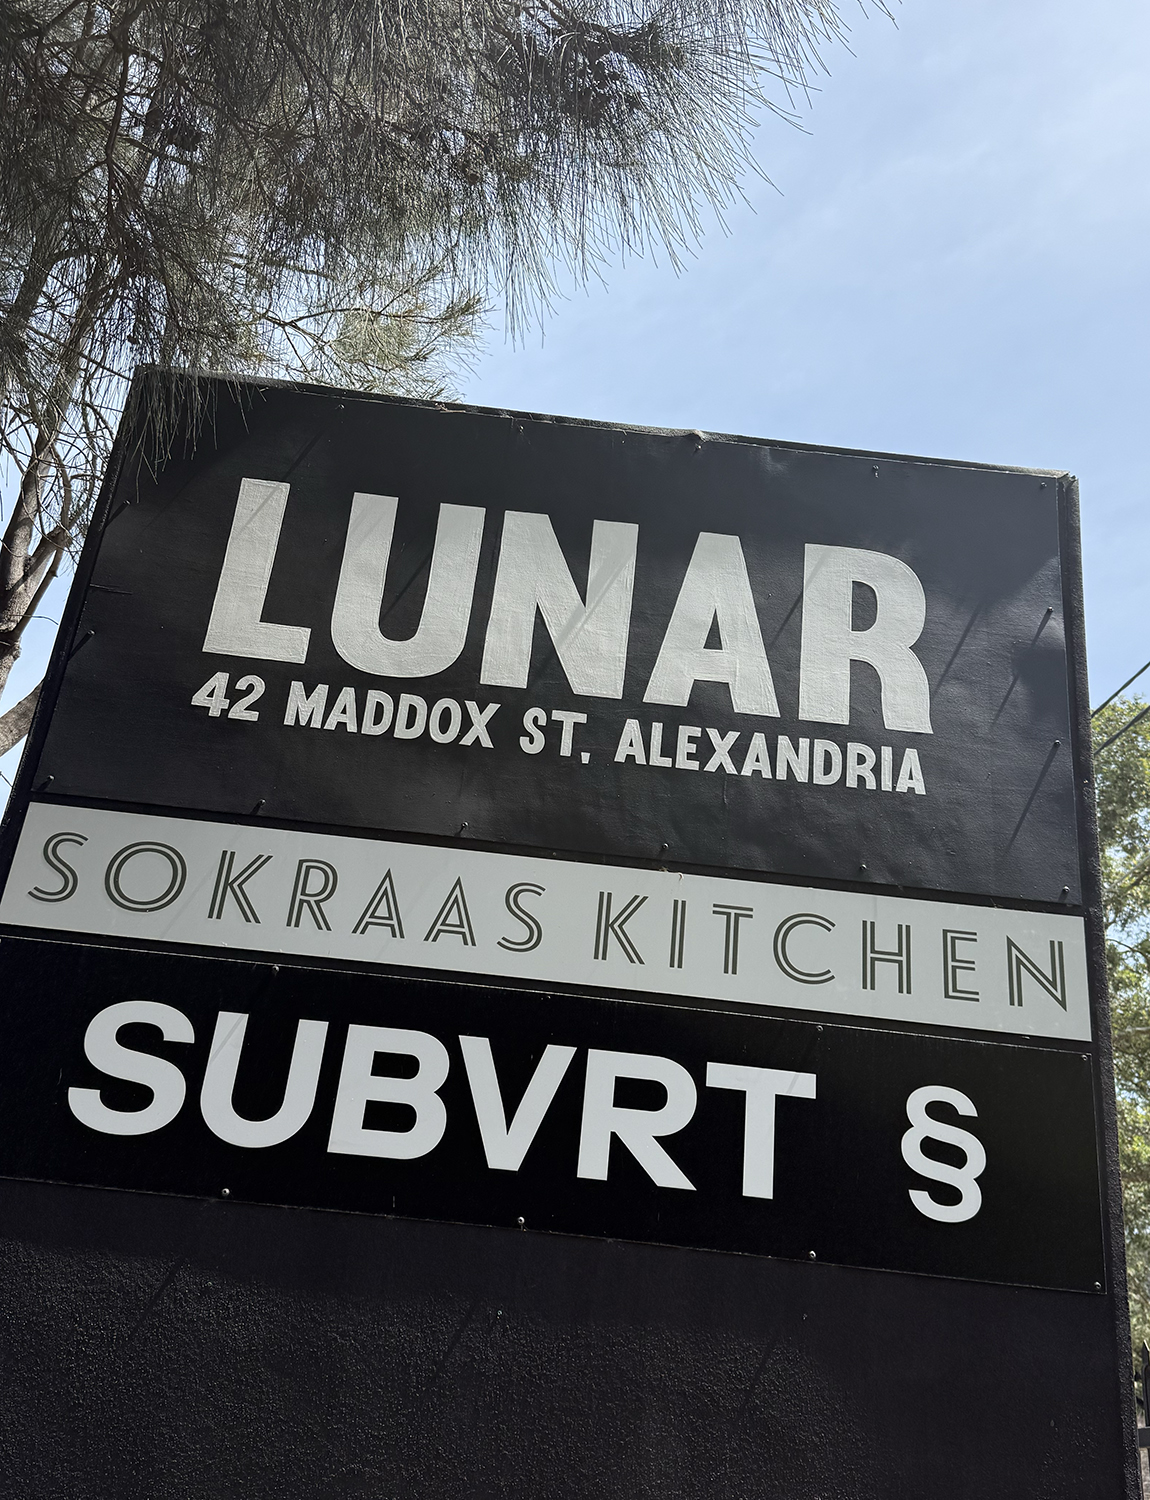 LUNAR
42 MADDOX ST, ALEXANDRIA
SOKRAAS KITCHEN
SUBVRT §